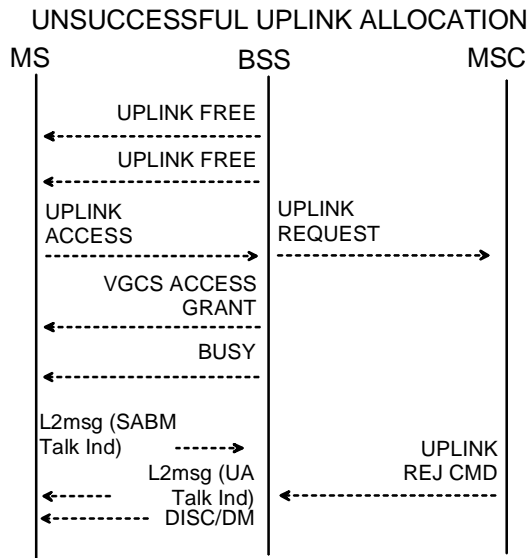 UNSUCCESSFUL UPLINK ALLOCATION
MS BSS MSC
UPLINK FREE
UPLINK FREE
UPLINK
ACCESS
UPLINK
REQUEST
VGCS ACCESS
GRANT
BUSY
L2msg (SABM
Talk Ind)
UPLINK
REJ CMD
L2msg (UA
Talk Ind)
DISC/DM